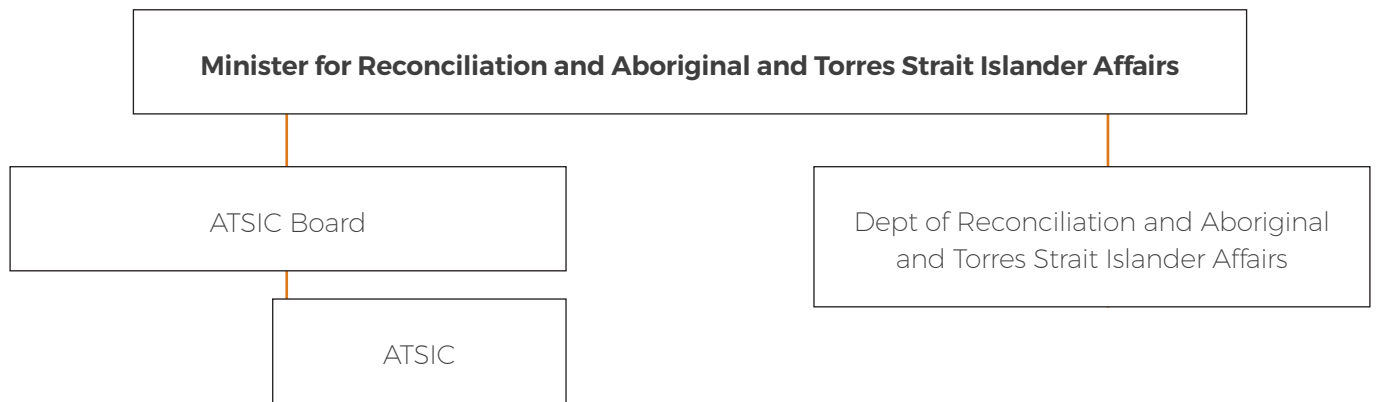 Minister for Reconciliation and Aboriginal and Torres Strait Islander Affairs
ATSIC Board
Dept of Reconciliation and Aboriginal
and Torres Strait Islander Affairs
ATSIC